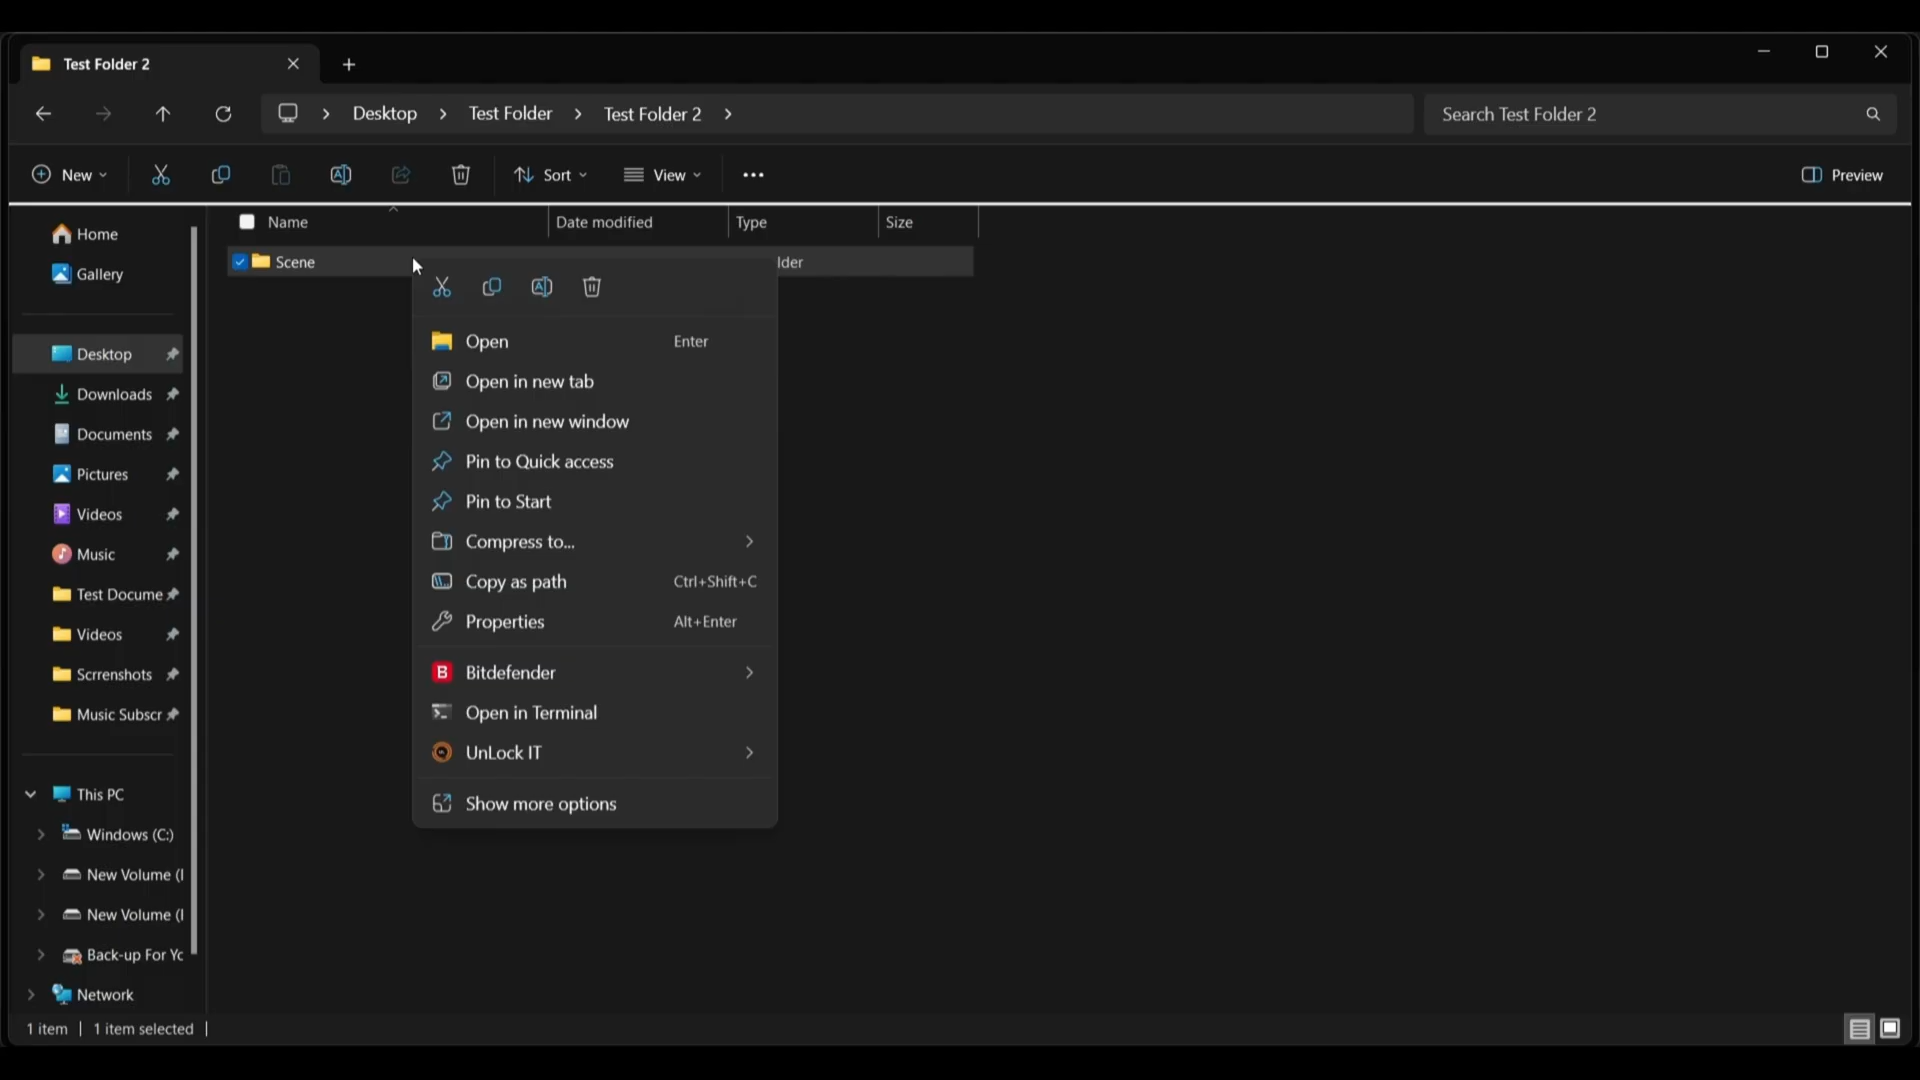 Test Folder 2
Desktop > Test Folder > Test Folder 2 >
Search Test Folder 2
New
Sort
View
Preview
Name
Date modified
Type
Size
Home
Gallery
Desktop
Downloads
Documents
Pictures
Videos
Music
Test Docume
Videos
Scrrenshots
Music Subscr
This PC
Windows (C:)
New Volume (
New Volume (
Back-up For Yo
Network
Scene
lder
Open Enter
Open in new tab
Open in new window
Pin to Quick access
Pin to Start
Compress to...
Copy as path Ctrl+Shift+C
Properties Alt+Enter
B Bitdefender
Open in Terminal
UnLock IT
Show more options
1 item | 1 item selected |